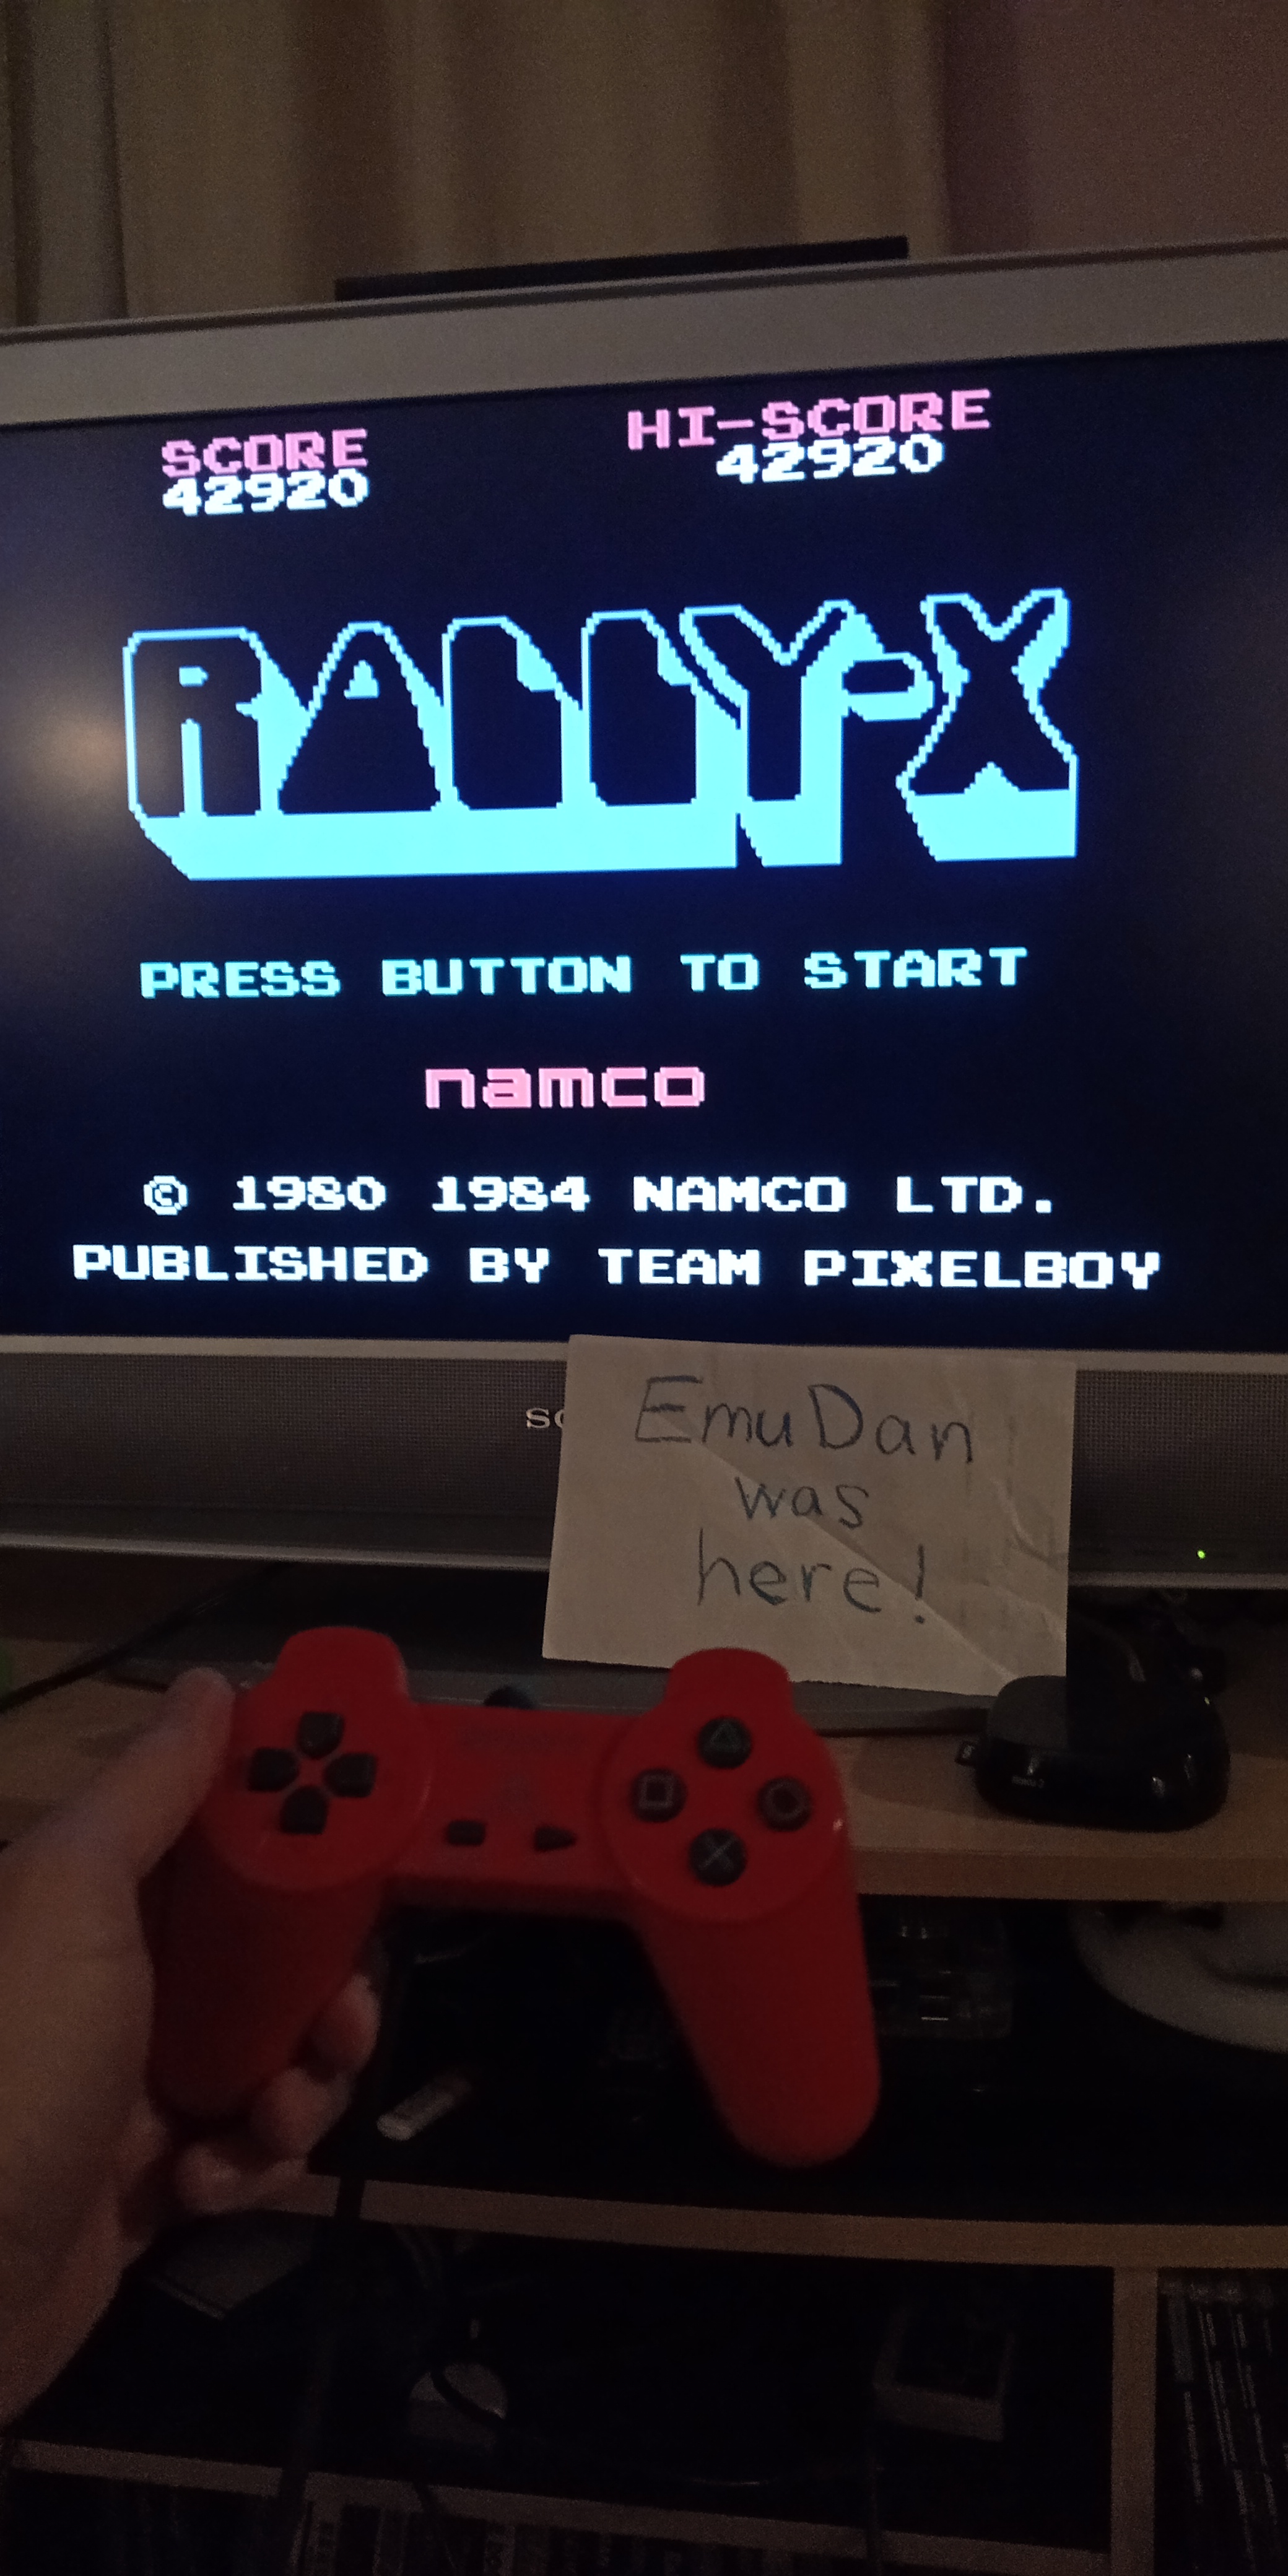 SCORE
42920
HI-SCORE
42920
RALLY-X
PRESS BUTTON TO START
namco
© 1980 1984 NAMCO LTD.
PUBLISHED BY TEAM PIXELBOY
EmuDan
was
here!